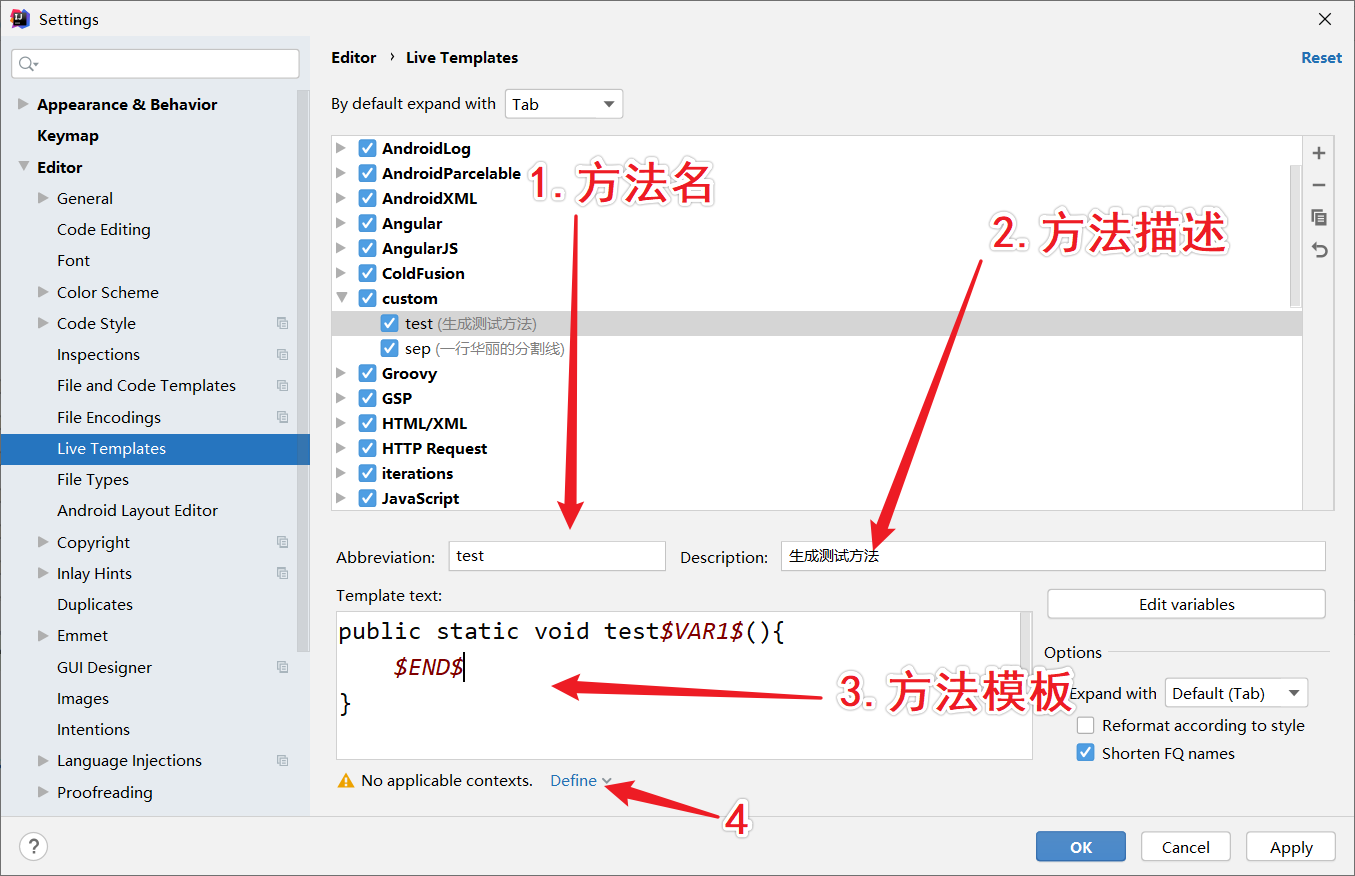 Settings
Editor › Live Templates
Reset
By default expand with Tab
Appearance & Behavior
Keymap
Editor
General
Code Editing
Font
Color Scheme
Code Style
Inspections
File and Code Templates
File Encodings
Live Templates
File Types
Android Layout Editor
Copyright
Inlay Hints
Duplicates
Emmet
GUI Designer
Images
Intentions
Language Injections
Proofreading
AndroidLog
AndroidParcelable
AndroidXML
Angular
AngularJS
ColdFusion
custom
test (生成测试方法)
sep (一行华丽的分割线)
Groovy
GSP
HTML/XML
HTTP Request
iterations
JavaScript
1. 方法名
2. 方法描述
Abbreviation: test
Description: 生成测试方法
Template text:
public static void test$VAR1$(){
$END$
}
3. 方法模板
Edit variables
Options
Expand with Default (Tab)
Reformat according to style
Shorten FQ names
No applicable contexts. Define
4
?
OK
Cancel
Apply